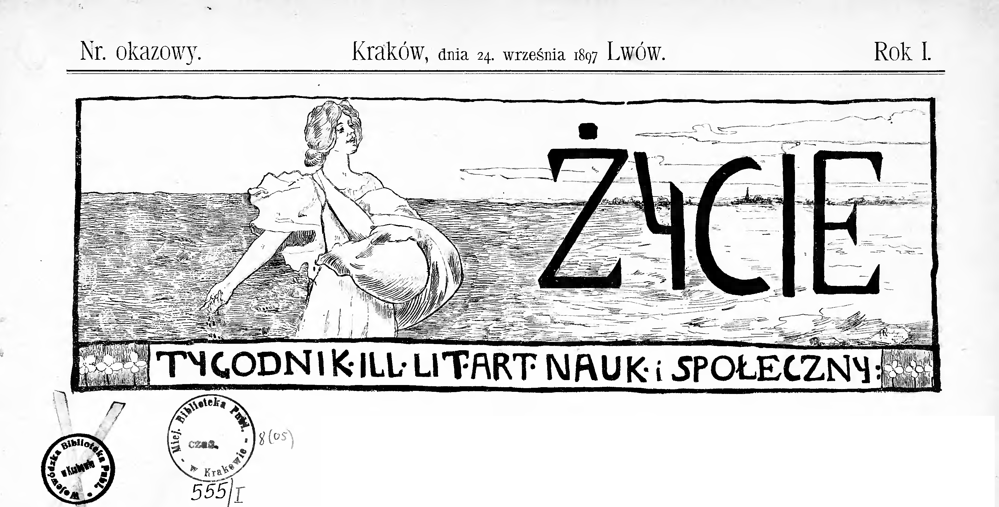 Nr. okazowy. Kraków, dnia 24. września 1897 Lwów. Rok I.
ŻYCIE
TYGODNIK·ILL·LIT·ART·NAUK·i SPOŁECZNY:
- Miej. Biblioteka Publ. - w Krakowie
czas.
8(05)
Wojewódzka Biblioteka Publ. •
w Krakowie
555/I